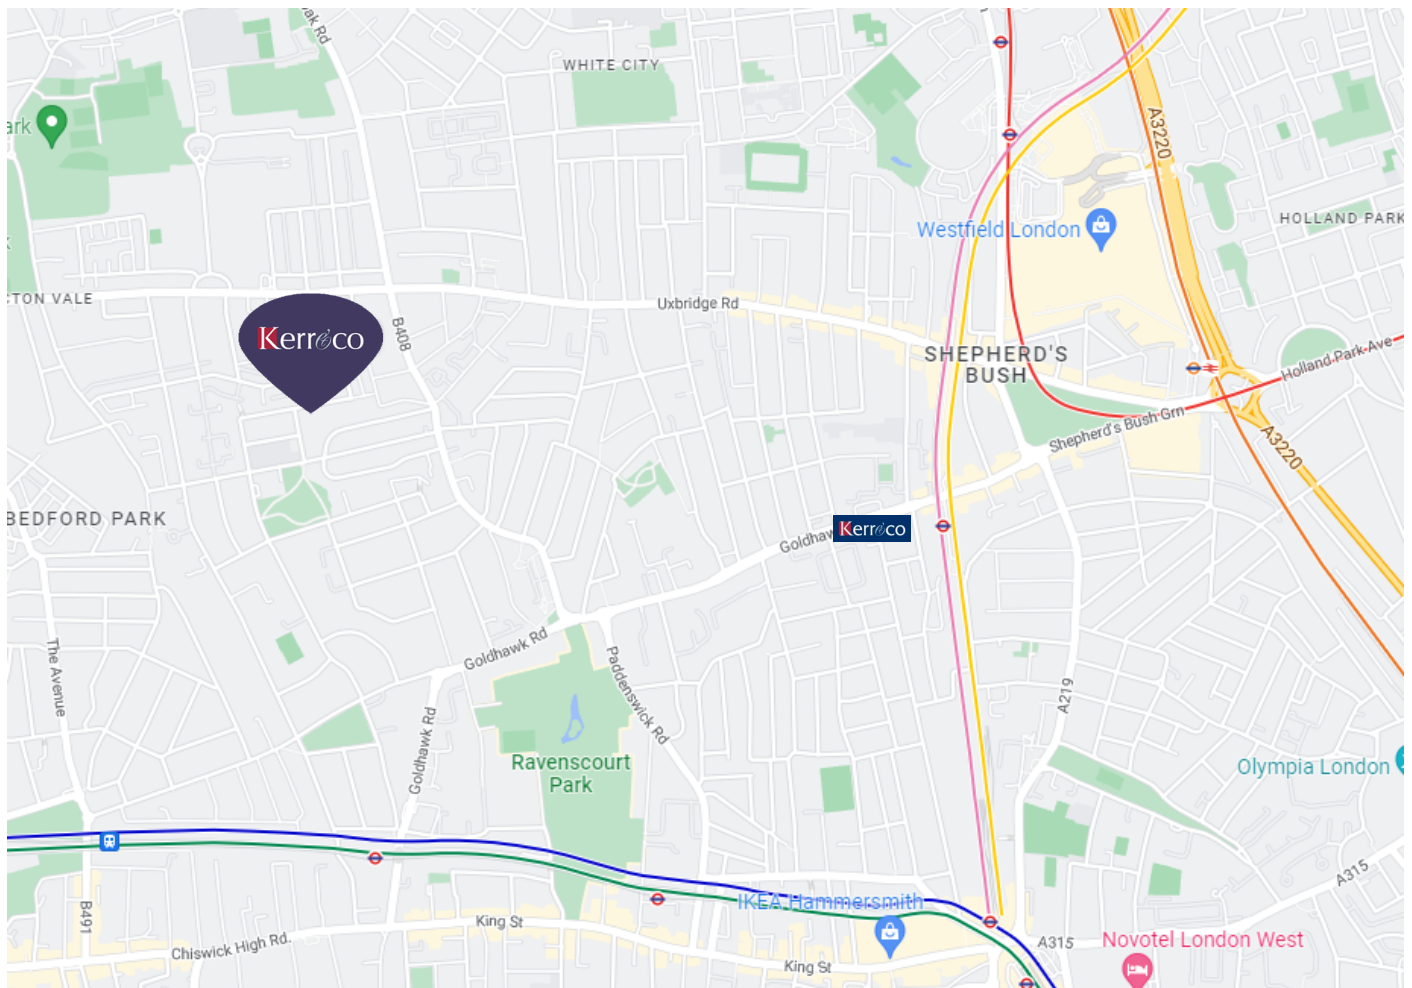 ak Rd
WHITE CITY
ark
A3220
HOLLAND PARK
Westfield London
CTON VALE
Uxbridge Rd
B408
Kerr & co
SHEPHERD'S
BUSH
Holland Park Ave
Shepherd's Bush Grn
A3220
BEDFORD PARK
Goldhaw
Kerr & co
Goldhawk Rd
The Avenue
Paddenswick Rd
A219
Goldhawk Rd
Ravenscourt
Park
Olympia London
A315
B491
IKEA Hammersmith
King St
Chiswick High Rd.
A315
Novotel London West
King St